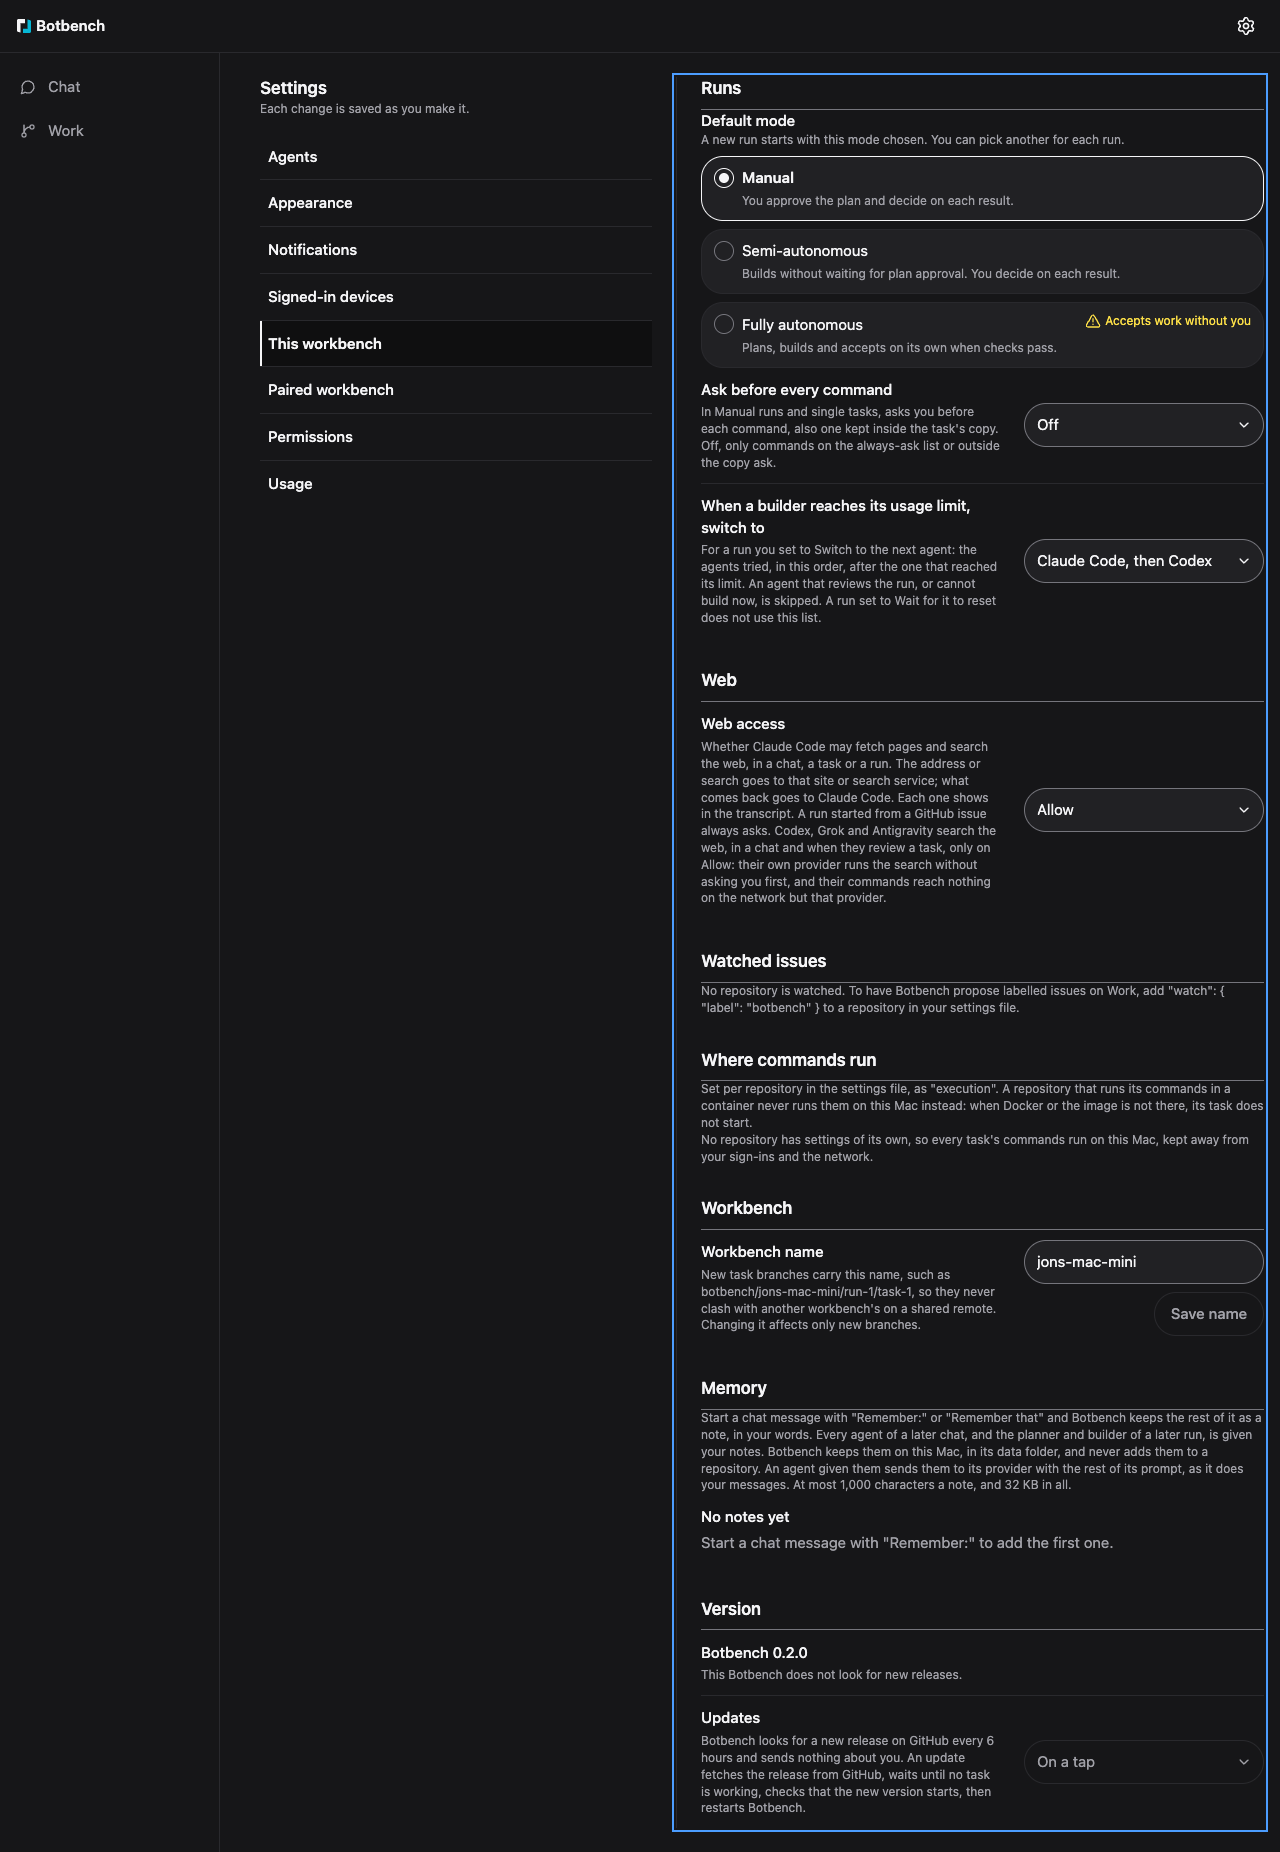 Botbench
Chat
Work
Settings
Each change is saved as you make it.
Agents
Appearance
Notifications
Signed-in devices
This workbench
Paired workbench
Permissions
Usage
Runs
Default mode
A new run starts with this mode chosen. You can pick another for each run.
Manual
You approve the plan and decide on each result.
Semi-autonomous
Builds without waiting for plan approval. You decide on each result.
Fully autonomous
Accepts work without you
Plans, builds and accepts on its own when checks pass.
Ask before every command
In Manual runs and single tasks, asks you before
each command, also one kept inside the task's copy.
Off, only commands on the always-ask list or outside
the copy ask.
Off
When a builder reaches its usage limit,
switch to
For a run you set to Switch to the next agent: the
agents tried, in this order, after the one that reached
its limit. An agent that reviews the run, or cannot
build now, is skipped. A run set to Wait for it to reset
does not use this list.
Claude Code, then Codex
Web
Web access
Whether Claude Code may fetch pages and search
the web, in a chat, a task or a run. The address or
search goes to that site or search service; what
comes back goes to Claude Code. Each one shows
in the transcript. A run started from a GitHub issue
always asks. Codex, Grok and Antigravity search the
web, in a chat and when they review a task, only on
Allow: their own provider runs the search without
asking you first, and their commands reach nothing
on the network but that provider.
Allow
Watched issues
No repository is watched. To have Botbench propose labelled issues on Work, add "watch": {
"label": "botbench" } to a repository in your settings file.
Where commands run
Set per repository in the settings file, as "execution". A repository that runs its commands in a
container never runs them on this Mac instead: when Docker or the image is not there, its task does
not start.
No repository has settings of its own, so every task's commands run on this Mac, kept away from
your sign-ins and the network.
Workbench
Workbench name
New task branches carry this name, such as
botbench/jons-mac-mini/run-1/task-1, so they never
clash with another workbench's on a shared remote.
Changing it affects only new branches.
jons-mac-mini
Save name
Memory
Start a chat message with "Remember:" or "Remember that" and Botbench keeps the rest of it as a
note, in your words. Every agent of a later chat, and the planner and builder of a later run, is given
your notes. Botbench keeps them on this Mac, in its data folder, and never adds them to a
repository. An agent given them sends them to its provider with the rest of its prompt, as it does
your messages. At most 1,000 characters a note, and 32 KB in all.
No notes yet
Start a chat message with "Remember:" to add the first one.
Version
Botbench 0.2.0
This Botbench does not look for new releases.
Updates
Botbench looks for a new release on GitHub every 6
hours and sends nothing about you. An update
fetches the release from GitHub, waits until no task
is working, checks that the new version starts, then
restarts Botbench.
On a tap